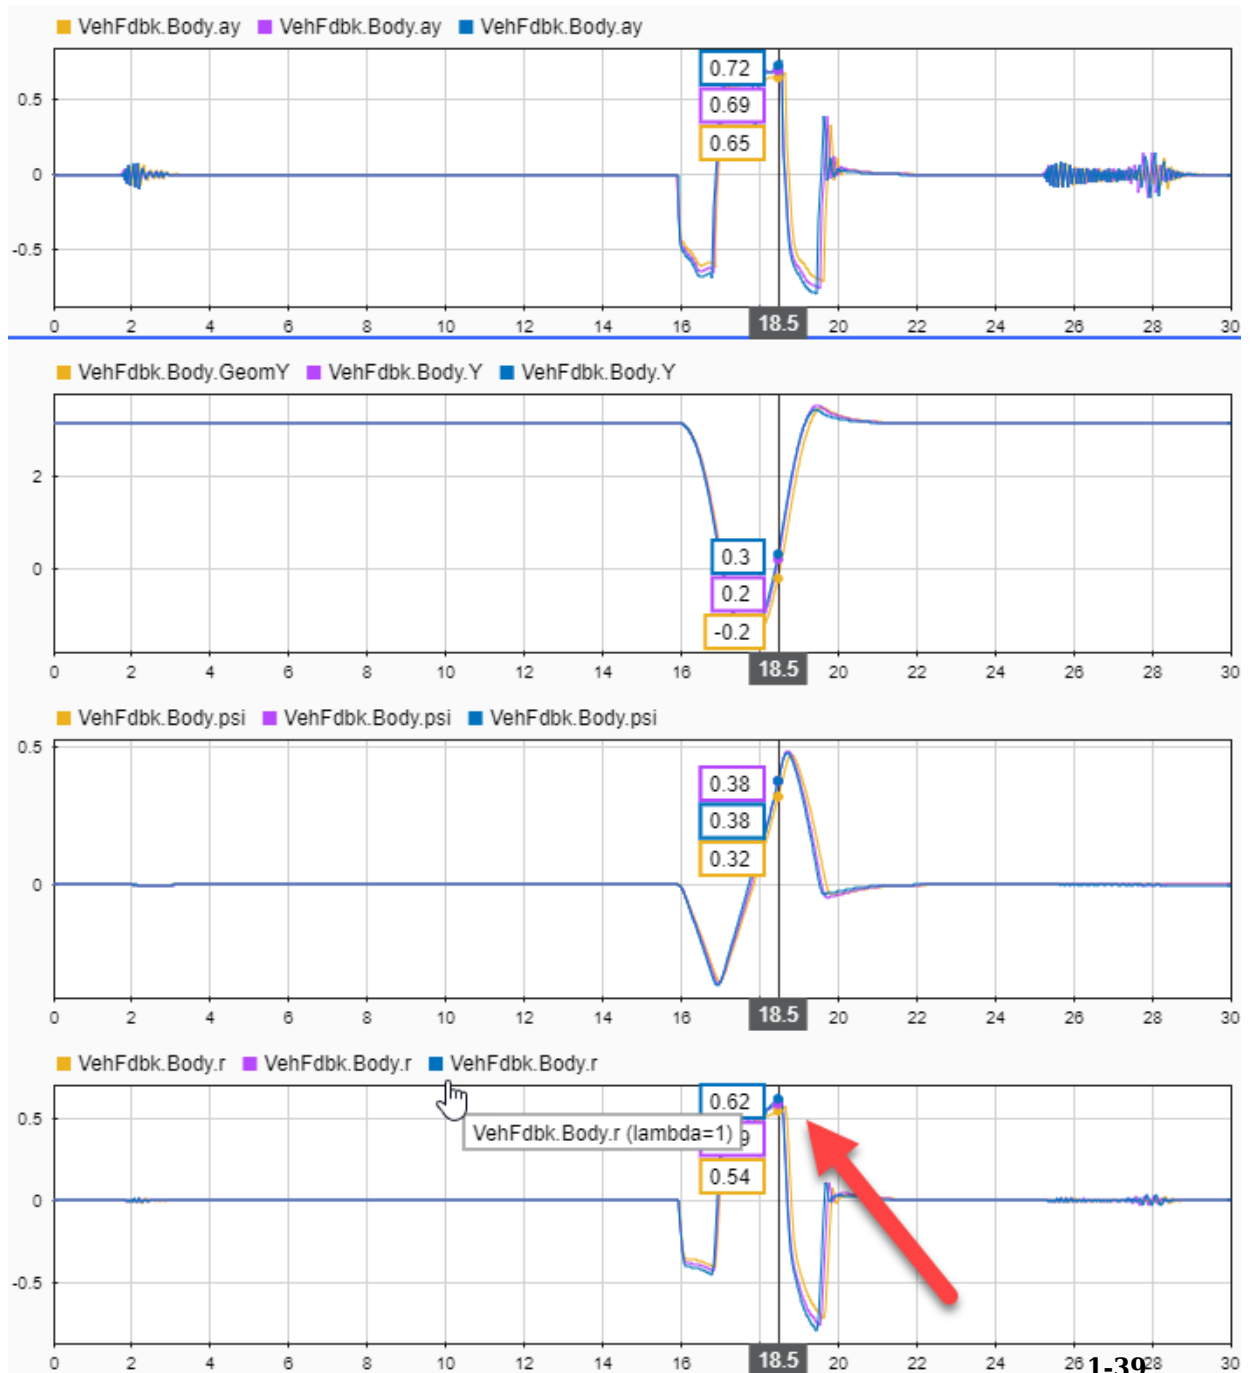 VehFdbk.Body.ay VehFdbk.Body.ay VehFdbk.Body.ay
0.72
0.5
0.69
0.65
0
-0.5
0 2 4 6 8 10 12 14 16 18.5 20 22 24 26 28 30
VehFdbk.Body.GeomY VehFdbk.Body.Y VehFdbk.Body.Y
2
0.3
0
0.2
-0.2
0 2 4 6 8 10 12 14 16 18.5 20 22 24 26 28 30
VehFdbk.Body.psi VehFdbk.Body.psi VehFdbk.Body.psi
0.5
0.38
0.38
0.32
0
0 2 4 6 8 10 12 14 16 18.5 20 22 24 26 28 30
VehFdbk.Body.r VehFdbk.Body.r VehFdbk.Body.r
0.62
0.5
VehFdbk.Body.r (lambda=1) 9
0.54
0
-0.5
0 2 4 6 8 10 12 14 16 18.5 20 22 24 26 28 30
1-39